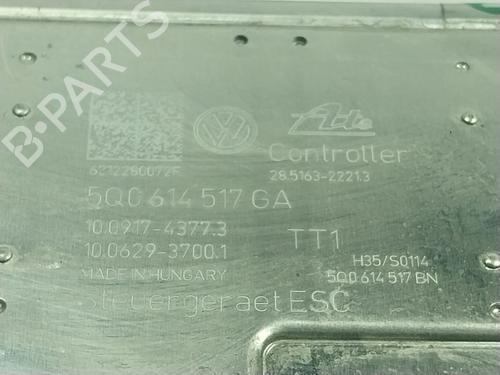 B-PARTS
Ate
Controller
6212280072F
28.5163-2221.3
5Q0 614 517 GA
10.0917-4377.3
10.0629-3700.1
TT1
H35/S0114
MADE IN HUNGARY
5Q0 614 517 BN
Steuergeraet ESC